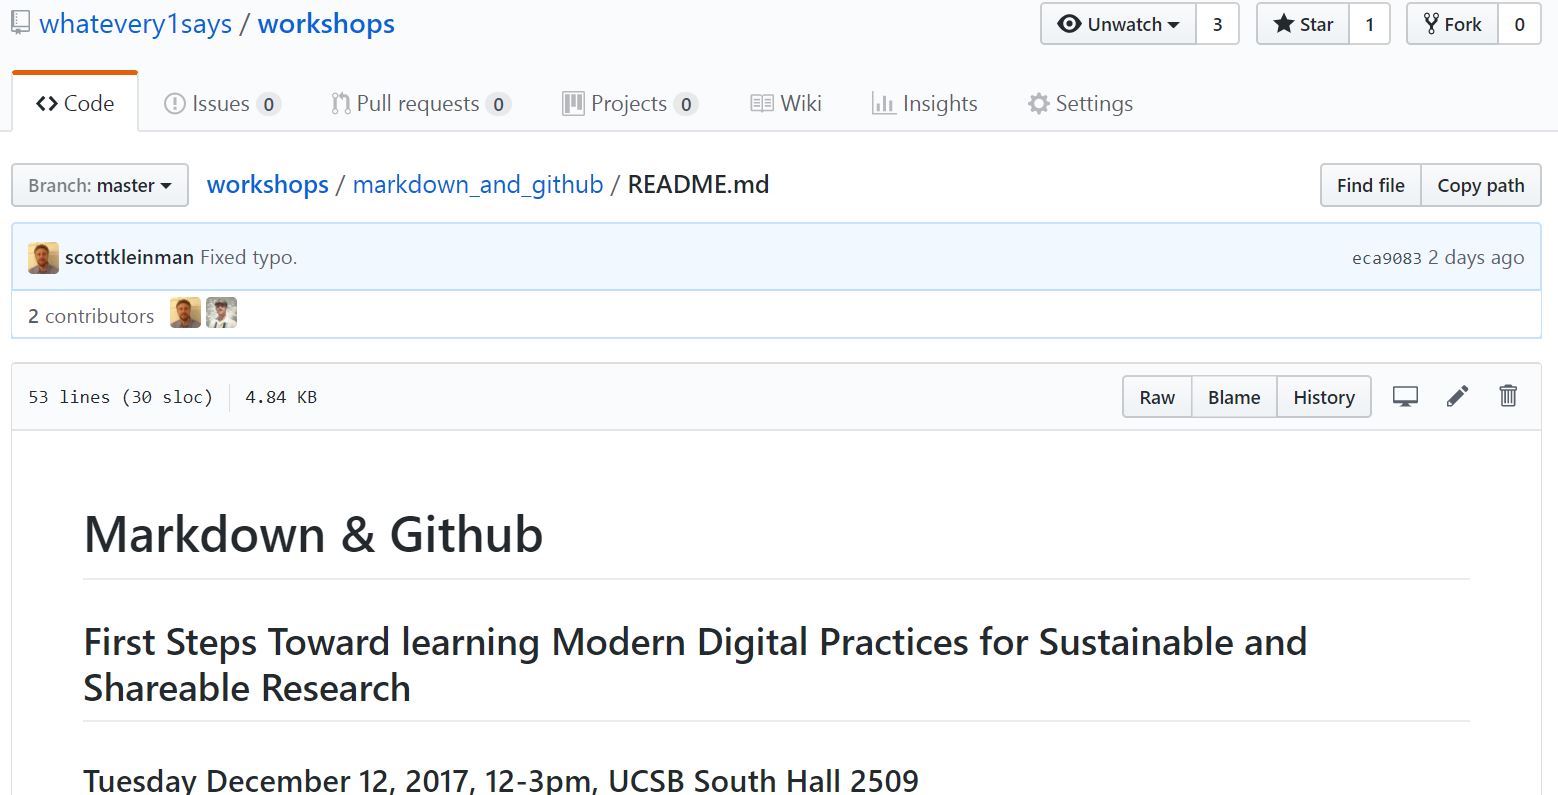 whatevery1says / workshops Unwatch 3 Star 1 Fork 0
Code Issues 0 Pull requests 0 Projects 0 Wiki Insights Settings
Branch: master workshops / markdown_and_github / README.md Find file Copy path
scottkleinman Fixed typo. eca9083 2 days ago
2 contributors
53 lines (30 sloc) 4.84 KB Raw Blame History
Markdown & Github
First Steps Toward learning Modern Digital Practices for Sustainable and
Shareable Research
Tuesday December 12, 2017, 12-3pm, UCSB South Hall 2509